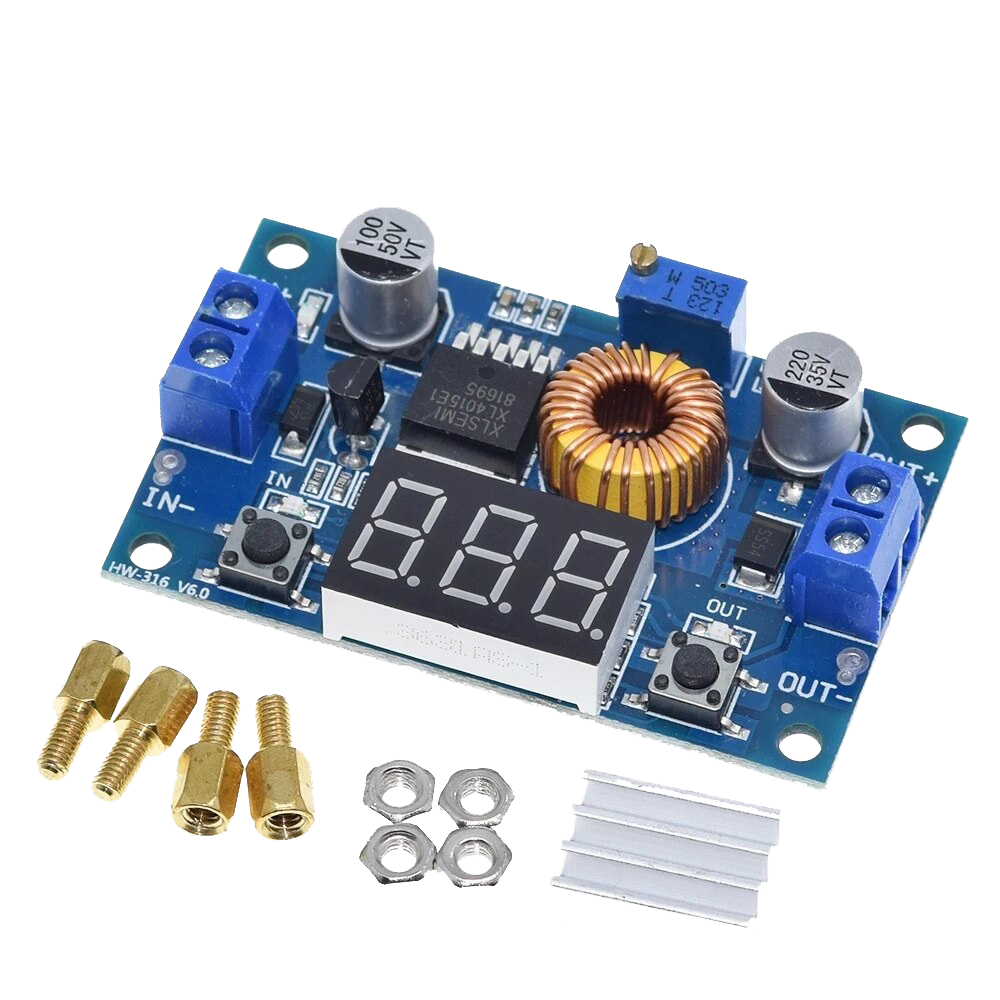 100
50V
VT
M T
503
123
220
35V
VT
XLSEMI
XL4015E1
81695
OUT+
IN
IN-
SS54
HW-316 V6.0
OUT
OUT-